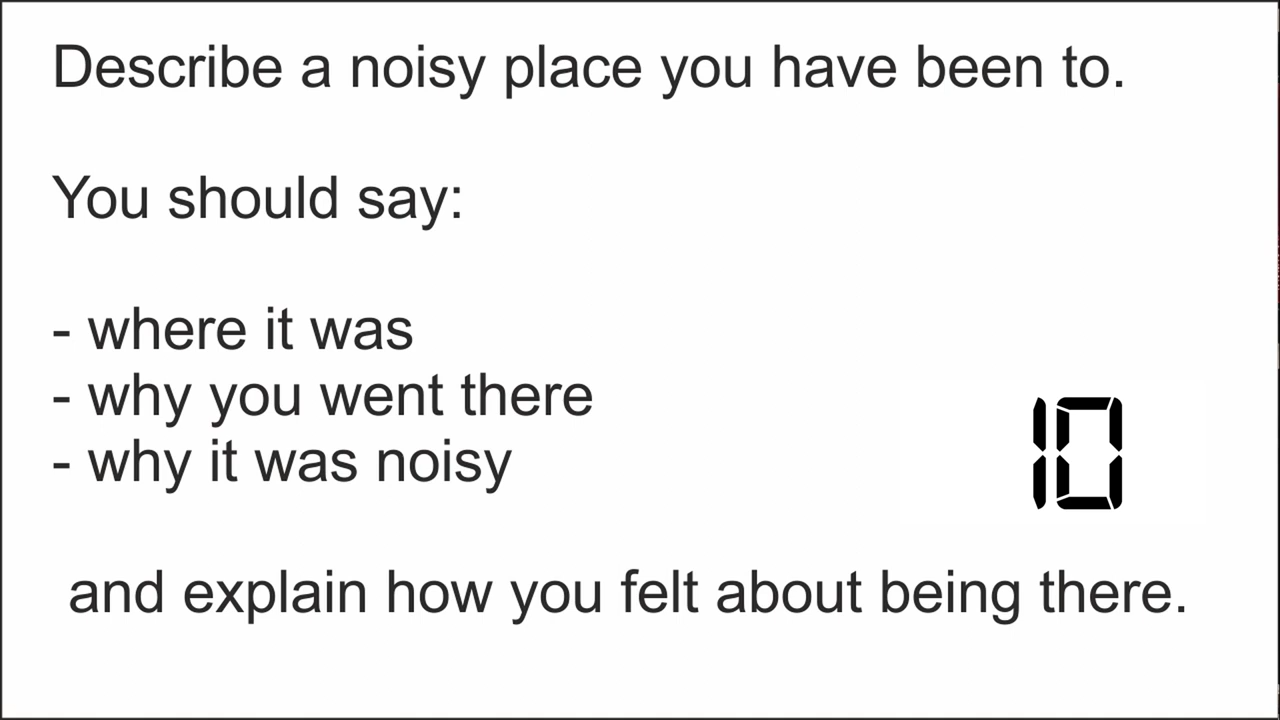 Describe a noisy place you have been to.
You should say:
- where it was
- why you went there
- why it was noisy
10
and explain how you felt about being there.